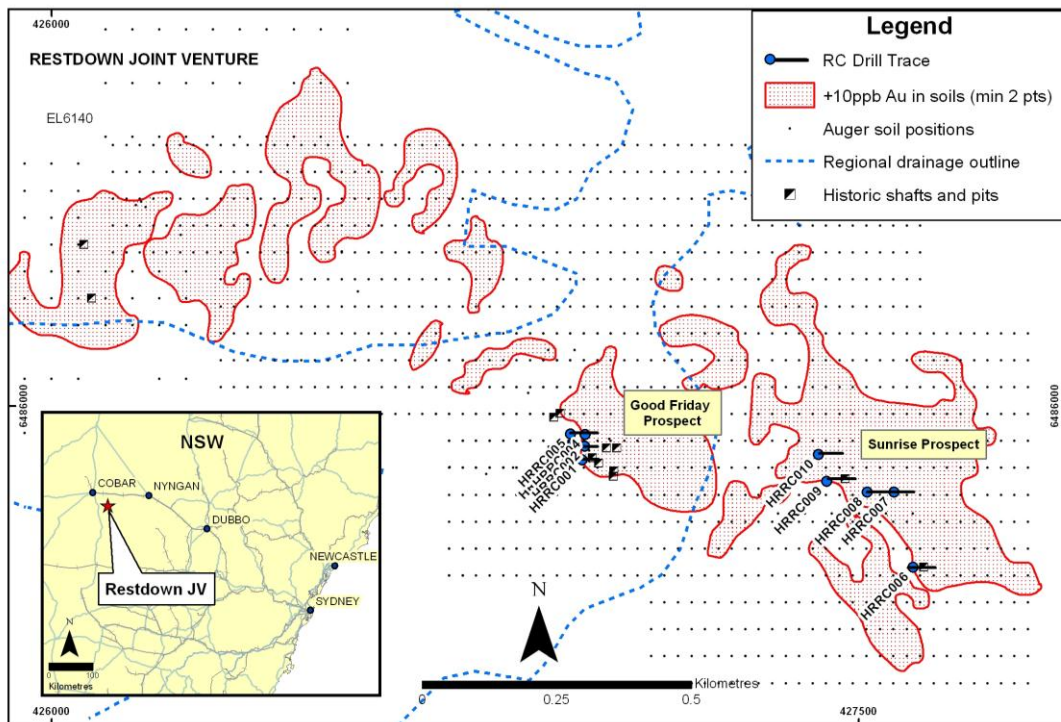 426000
RESTDOWN JOINT VENTURE
EL6140
Legend
RC Drill Trace
+10ppb Au in soils (min 2 pts)
Auger soil positions
Regional drainage outline
Historic shafts and pits
6486000
6486000
Good Friday
Prospect
Sunrise Prospect
HRRC005
HRRC002
HRRC001
HRRC010
HRRC009
HRRC008
HRRC007
HRRC006
NSW
COBAR
NYNGAN
DUBBO
NEWCASTLE
SYDNEY
Restdown JV
N
0
100
Kilometres
N
Kilometres
0
0.25
0.5
426000
427500